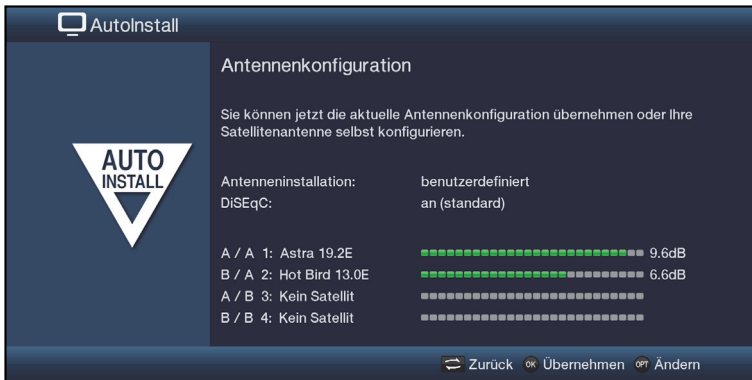 AutoInstall
Antennenkonfiguration
Sie können jetzt die aktuelle Antennenkonfiguration übernehmen oder Ihre
Satellitenantenne selbst konfigurieren.
AUTO
INSTALL
Antenneninstallation: benutzerdefiniert
DiSEqC: an (standard)
A / A 1: Astra 19.2E 9.6dB
B / A 2: Hot Bird 13.0E 6.6dB
A / B 3: Kein Satellit
B / B 4: Kein Satellit
Zurück OK Übernehmen OPT Ändern